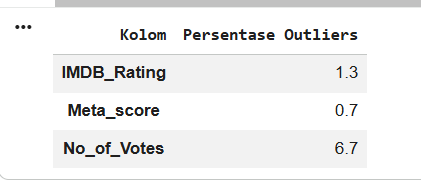 Kolom Persentase Outliers
IMDB_Rating 1.3
Meta_score 0.7
No_of_Votes 6.7